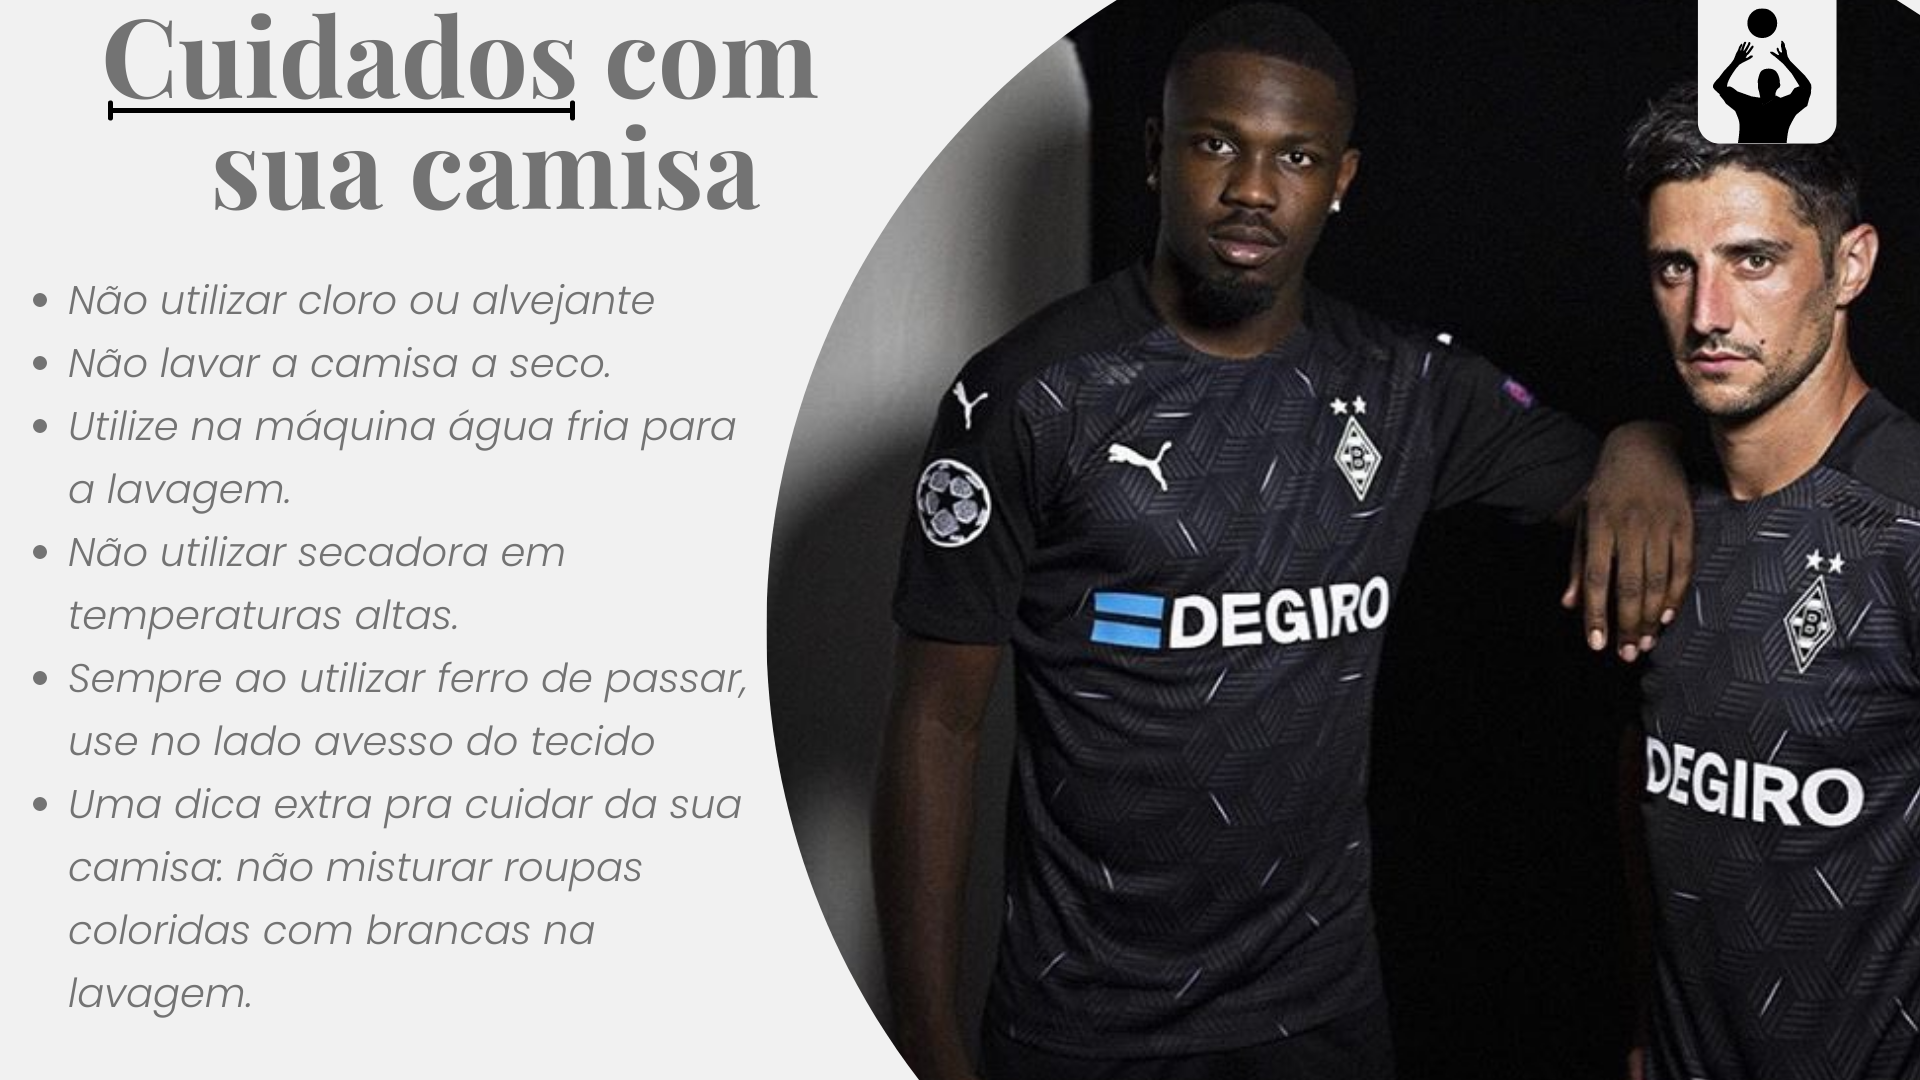 Cuidados com
sua camisa
• Não utilizar cloro ou alvejante
• Não lavar a camisa a seco.
• Utilize na máquina água fria para
a lavagem.
• Não utilizar secadora em
temperaturas altas.
• Sempre ao utilizar ferro de passar,
use no lado avesso do tecido
• Uma dica extra pra cuidar da sua
camisa: não misturar roupas
coloridas com brancas na
lavagem.
B
DEGIRO
B
DEGIRO